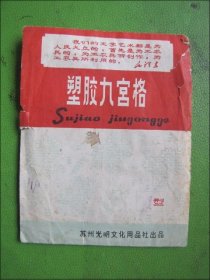 我们的文学艺术都是为
人民大众的，首先是为工农
兵的，为工农兵而创作，为
工农兵所利用的。
毛泽东
塑胶九宫格
Sujiao jiugongge
苏州光明文化用品社出品